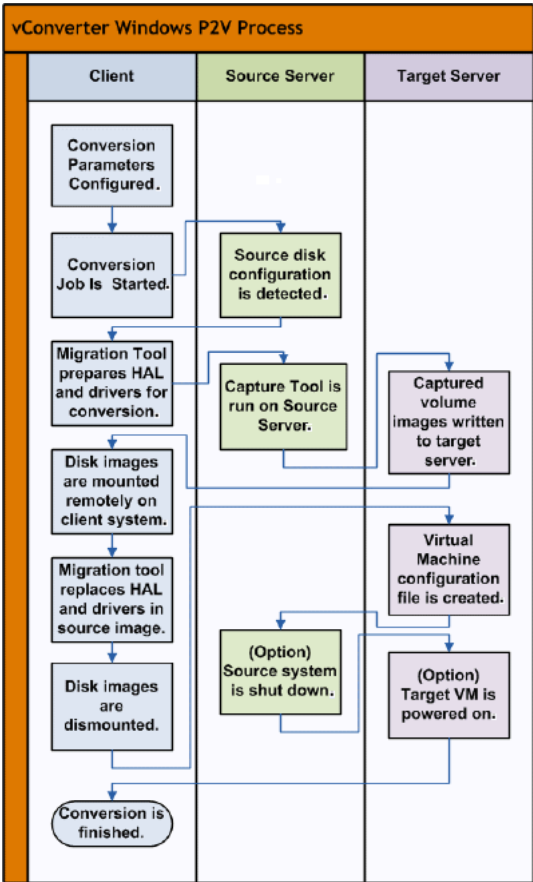 vConverter Windows P2V Process
Client
Source Server
Target Server
Conversion
Parameters
Configured.
Conversion
Job Is Started.
Source disk
configuration
is detected.
Migration Tool
prepares HAL
and drivers for
conversion.
Capture Tool is
run on Source
Server.
Captured
volume
images written
to target
server.
Disk images
are mounted
remotely on
client system.
Virtual
Machine
configuration
file is created.
Migration tool
replaces HAL
and drivers in
source image.
(Option)
Source system
is shut down.
(Option)
Target VM is
powered on.
Disk images
are
dismounted.
Conversion is
finished.